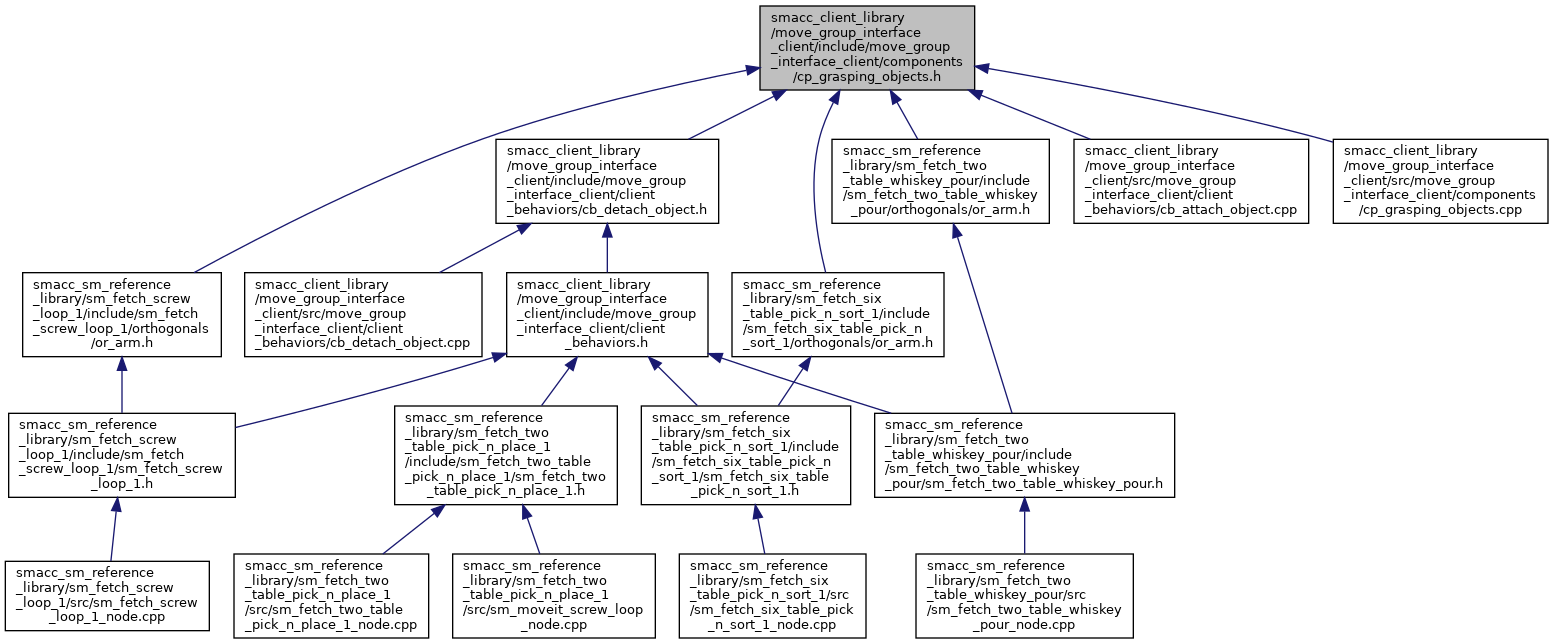 smacc_client_library
/move_group_interface
_client/include/move_group
_interface_client/components
/cp_grasping_objects.h
smacc_client_library
/move_group_interface
_client/include/move_group
_interface_client/client
_behaviors/cb_detach_object.h
smacc_sm_reference
_library/sm_fetch_two
_table_whiskey_pour/include
/sm_fetch_two_table_whiskey
_pour/orthogonals/or_arm.h
smacc_client_library
/move_group_interface
_client/src/move_group
_interface_client/client
_behaviors/cb_attach_object.cpp
smacc_client_library
/move_group_interface
_client/src/move_group
_interface_client/components
/cp_grasping_objects.cpp
smacc_sm_reference
_library/sm_fetch_screw
_loop_1/include/sm_fetch
_screw_loop_1/orthogonals
/or_arm.h
smacc_client_library
/move_group_interface
_client/src/move_group
_interface_client/client
_behaviors/cb_detach_object.cpp
smacc_client_library
/move_group_interface
_client/include/move_group
_interface_client/client
_behaviors.h
smacc_sm_reference
_library/sm_fetch_six
_table_pick_n_sort_1/include
/sm_fetch_six_table_pick_n
_sort_1/orthogonals/or_arm.h
smacc_sm_reference
_library/sm_fetch_screw
_loop_1/include/sm_fetch
_screw_loop_1/sm_fetch_screw
_loop_1.h
smacc_sm_reference
_library/sm_fetch_two
_table_pick_n_place_1
/include/sm_fetch_two_table
_pick_n_place_1/sm_fetch_two
_table_pick_n_place_1.h
smacc_sm_reference
_library/sm_fetch_six
_table_pick_n_sort_1/include
/sm_fetch_six_table_pick_n
_sort_1/sm_fetch_six_table
_pick_n_sort_1.h
smacc_sm_reference
_library/sm_fetch_two
_table_whiskey_pour/include
/sm_fetch_two_table_whiskey
_pour/sm_fetch_two_table_whiskey_pour.h
smacc_sm_reference
_library/sm_fetch_screw
_loop_1/src/sm_fetch_screw
_loop_1_node.cpp
smacc_sm_reference
_library/sm_fetch_two
_table_pick_n_place_1
/src/sm_fetch_two_table
_pick_n_place_1_node.cpp
smacc_sm_reference
_library/sm_fetch_two
_table_pick_n_place_1
/src/sm_moveit_screw_loop
_node.cpp
smacc_sm_reference
_library/sm_fetch_six
_table_pick_n_sort_1/src
/sm_fetch_six_table_pick
_n_sort_1_node.cpp
smacc_sm_reference
_library/sm_fetch_two
_table_whiskey_pour/src
/sm_fetch_two_table_whiskey
_pour_node.cpp